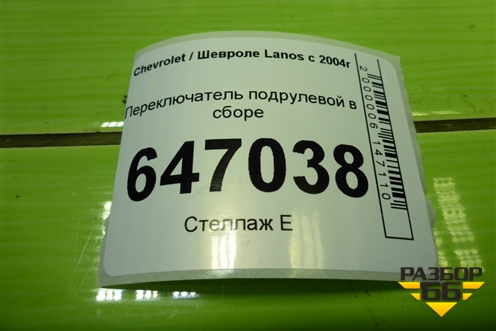 Chevrolet / Шевроле Lanos с 2004г
Переключатель подрулевой в
сборе
647038
Стеллаж Е
2000006147110
РАЗБОР
66